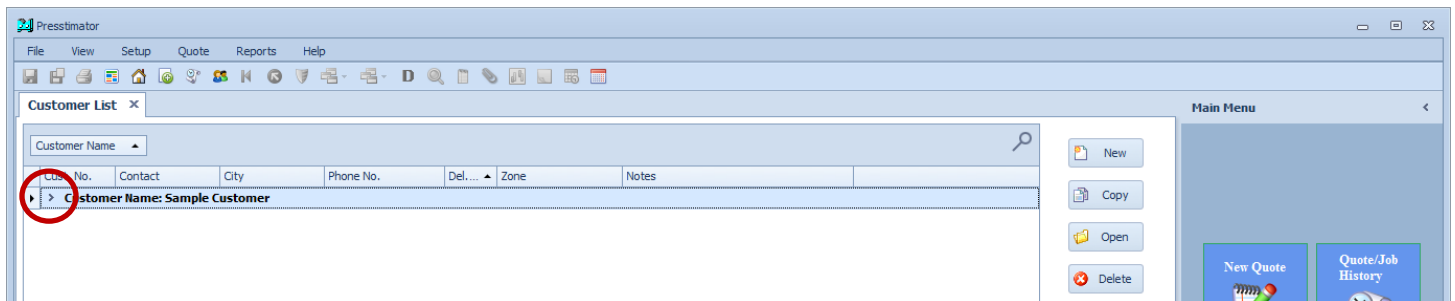 Presstimator
File View Setup Quote Reports Help
D
Customer List ×
Main Menu <
Customer Name
Cust. No. Contact City Phone No. Del.... Zone Notes
> Customer Name: Sample Customer
New
Copy
Open
Delete
New Quote
Quote/Job
History